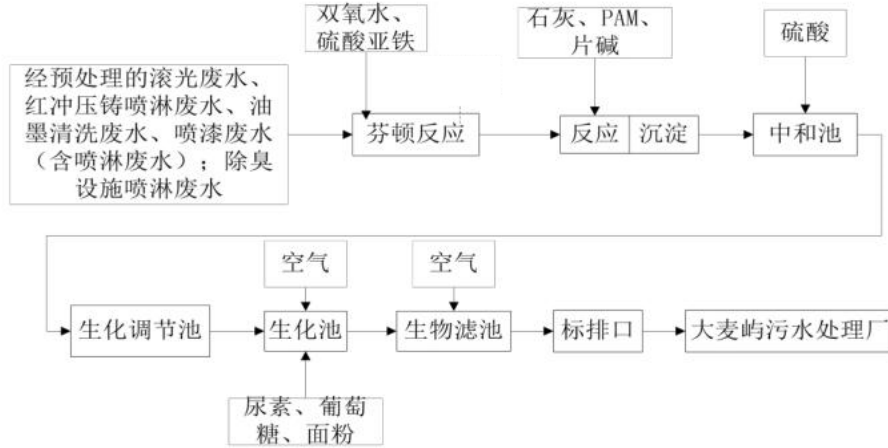 双氧水、
硫酸亚铁
石灰、PAM、
片碱
硫酸
经预处理的滚光废水、
红冲压铸喷淋废水、油
墨清洗废水、喷漆废水
（含喷淋废水）；除臭
设施喷淋废水
芬顿反应
反应
沉淀
中和池
空气
空气
生化调节池
生化池
生物滤池
标排口
大麦屿污水处理厂
尿素、葡萄
糖、面粉